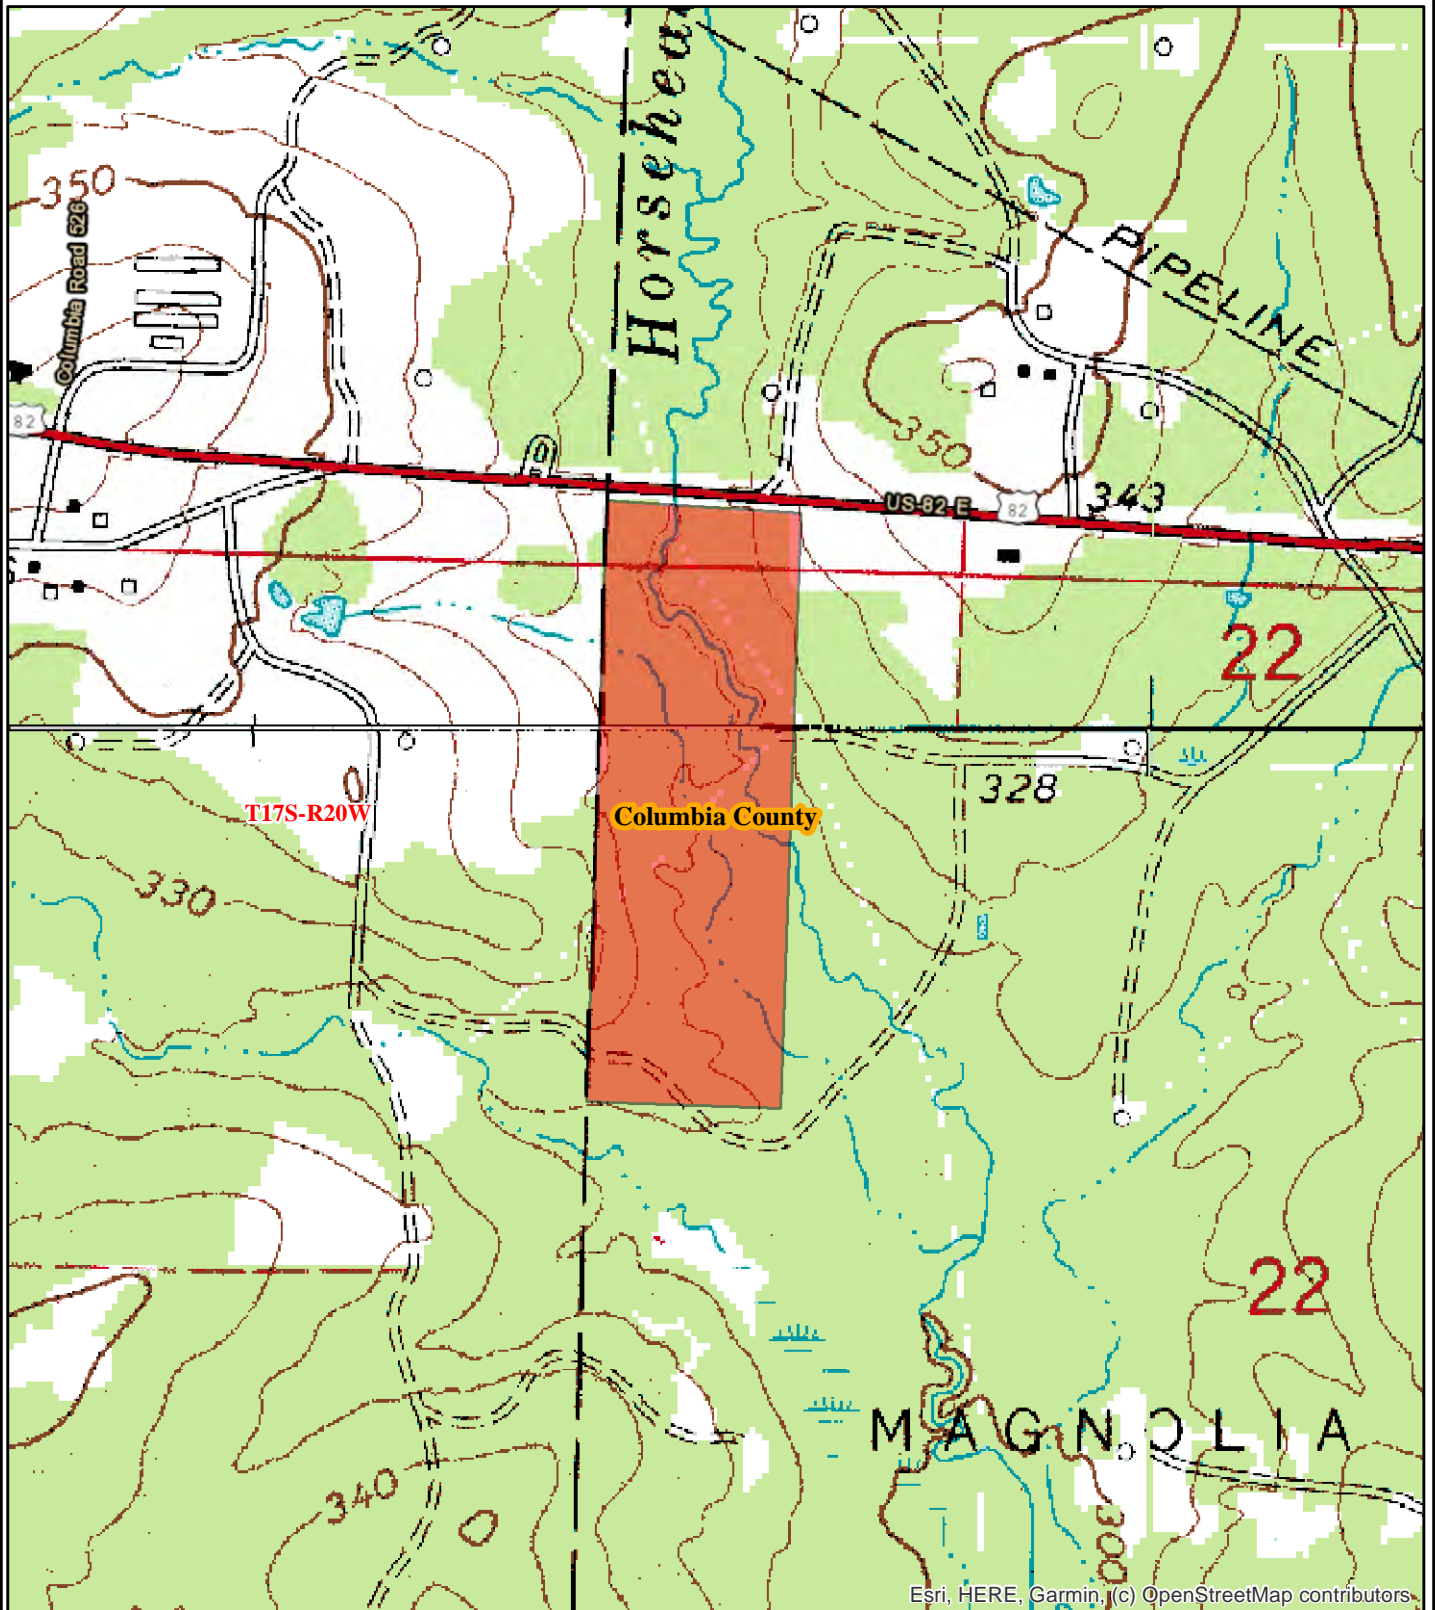 Horsehea
350
Columbia Road 526
PIPELINE
82
350
US-82 E
82
343
22
328
T17S-R20W
Columbia County
330
22
MAGNOLIA
340
300
Esri, HERE, Garmin, (c) OpenStreetMap contributors